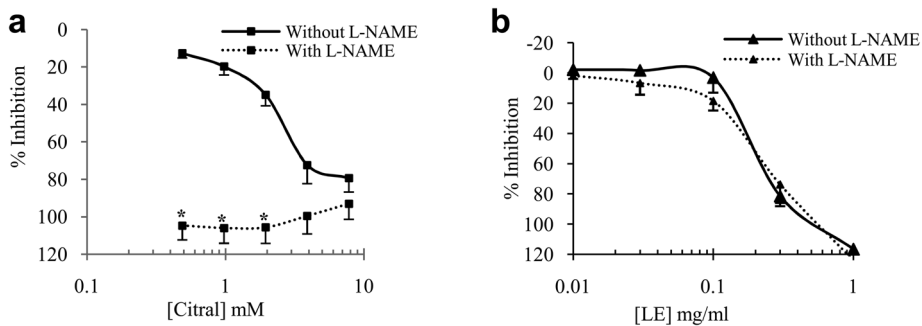 a
Without L-NAME
With L-NAME
% Inhibition
0
20
40
60
80
100
120
* * *
0.1 1 10
[Citral] mM
b
Without L-NAME
With L-NAME
% Inhibition
-20
0
20
40
60
80
100
120
0.01 0.1 1
[LE] mg/ml